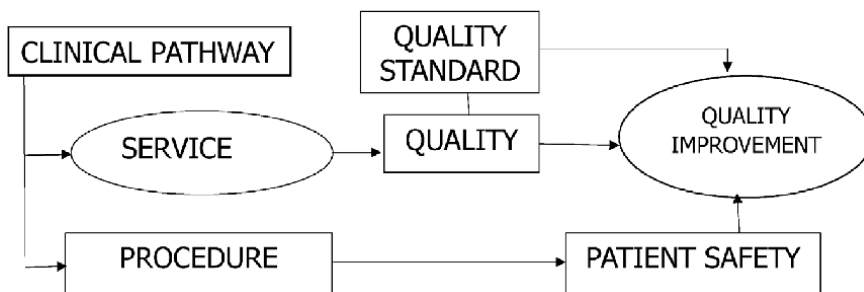 CLINICAL PATHWAY
QUALITY
STANDARD
SERVICE
QUALITY
QUALITY
IMPROVEMENT
PROCEDURE
PATIENT SAFETY